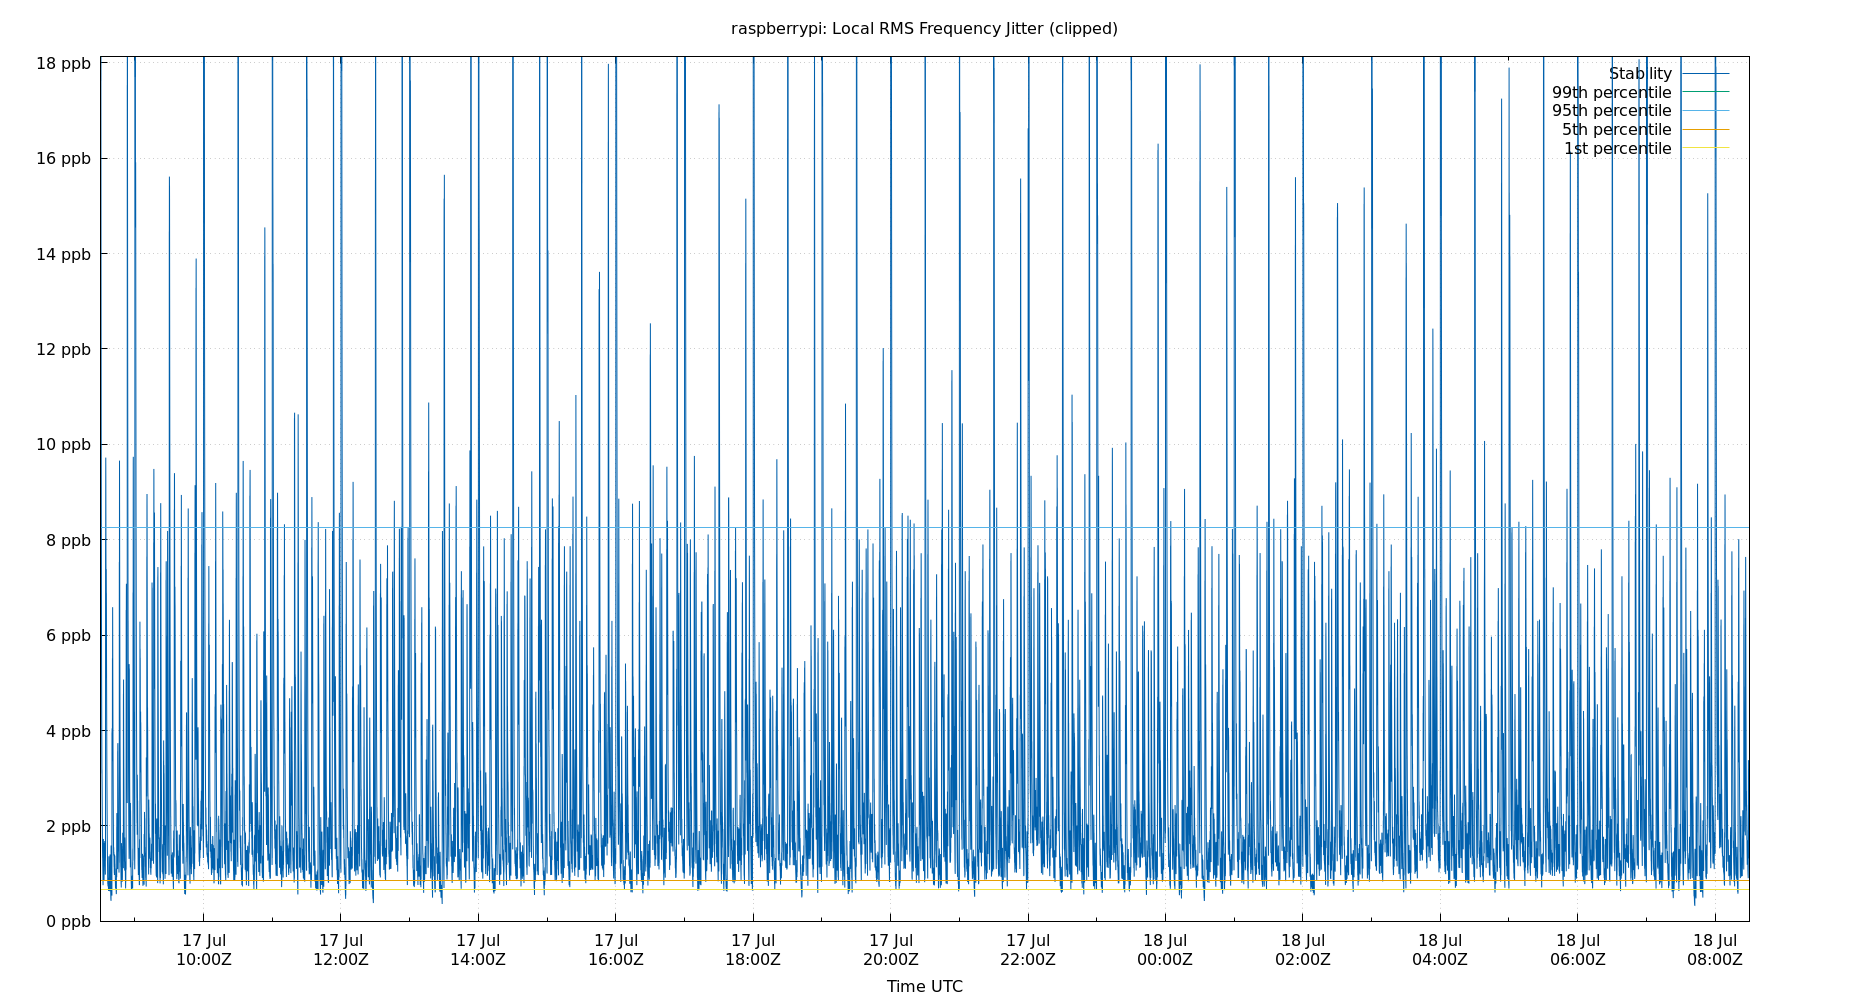 raspberrypi: Local RMS Frequency Jitter (clipped)
18 ppb
16 ppb
14 ppb
12 ppb
10 ppb
8 ppb
6 ppb
4 ppb
2 ppb
0 ppb
Stability
99th percentile
95th percentile
5th percentile
1st percentile
17 Jul 17 Jul 17 Jul 17 Jul 17 Jul 17 Jul 17 Jul 18 Jul 18 Jul 18 Jul 18 Jul 18 Jul
10:00Z 12:00Z 14:00Z 16:00Z 18:00Z 20:00Z 22:00Z 00:00Z 02:00Z 04:00Z 06:00Z 08:00Z
Time UTC